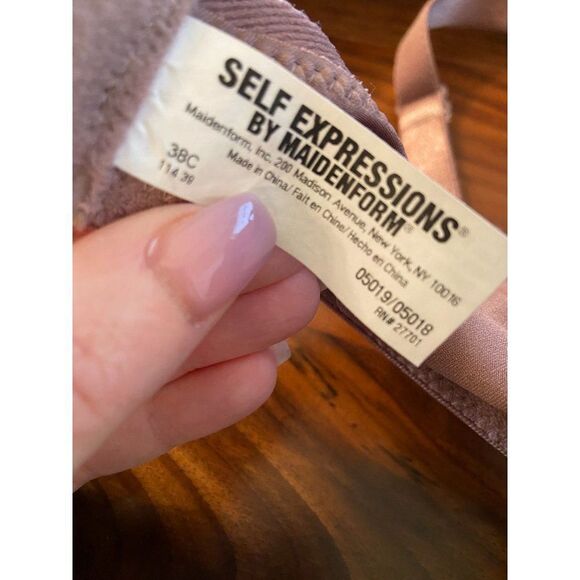 SELF EXPRESSIONS®
BY MAIDENFORM®
Maidenform, Inc. 200 Madison Avenue, New York, NY 10016
Made in China/ Fait en Chine/ Hecho en China
38C
114.39
05019/05018
RN# 27701